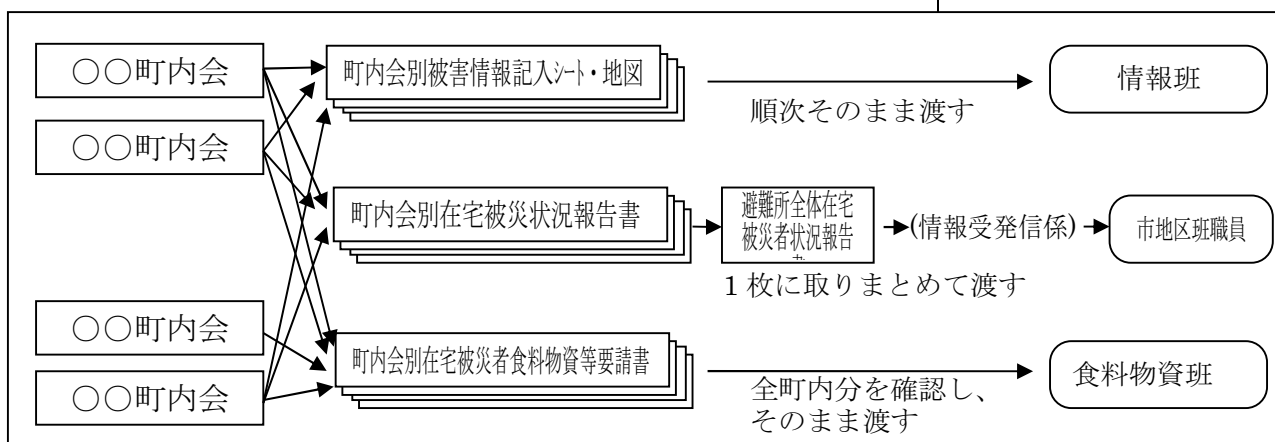 ○○町内会
町内会別被害情報記入シート・地図
順次そのまま渡す
情報班
○○町内会
町内会別在宅被災状況報告書
避難所全体在宅
被災者状況報告
(情報受発信係)
市地区班職員
1枚に取りまとめて渡す
○○町内会
町内会別在宅被災者食料物資等要請書
食料物資班
○○町内会
全町内分を確認し、
そのまま渡す